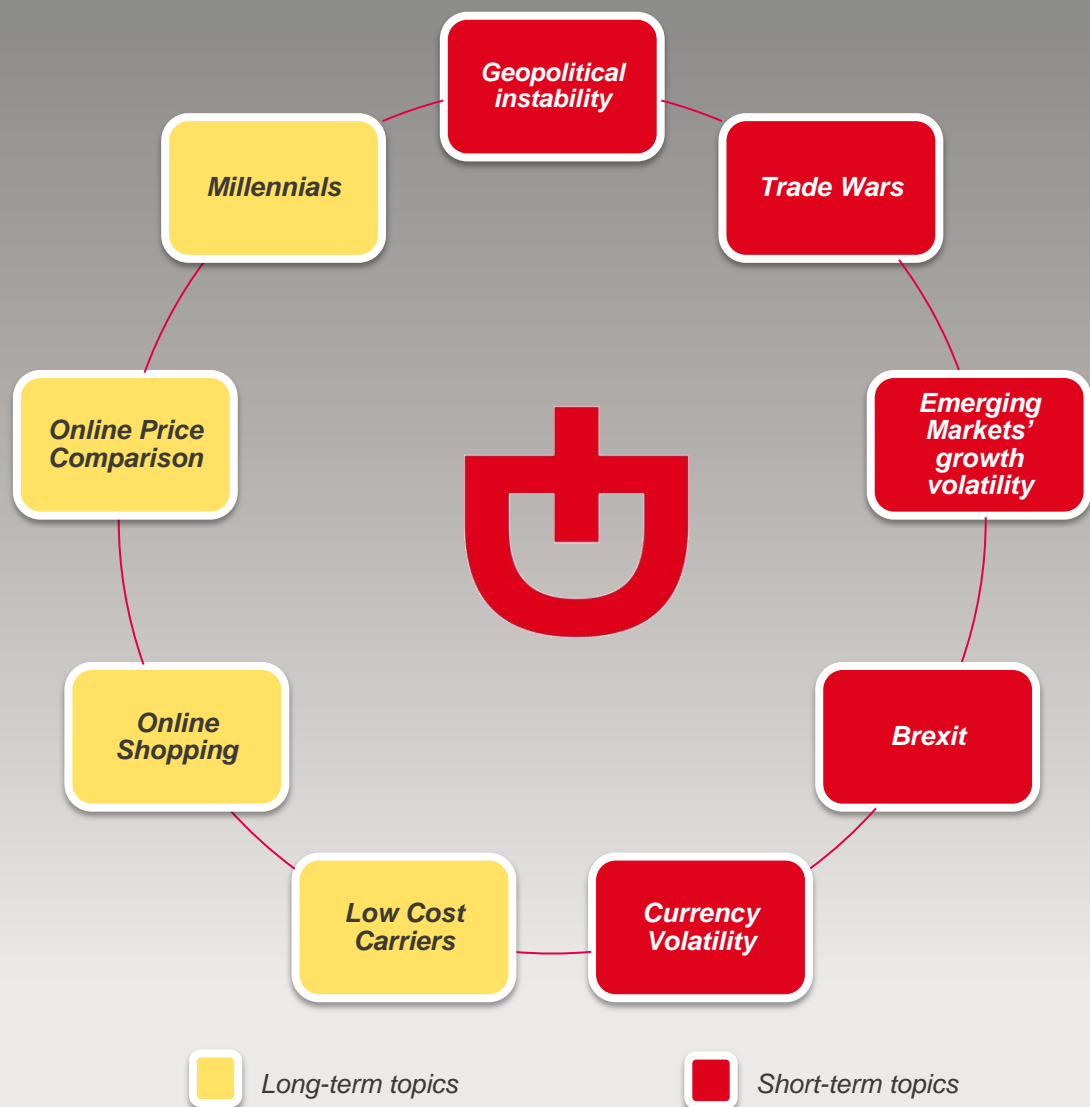 Geopolitical
instability
Trade Wars
Emerging
Markets’
growth
volatility
Brexit
Currency
Volatility
Low Cost
Carriers
Online
Shopping
Online Price
Comparison
Millennials
Long-term topics
Short-term topics